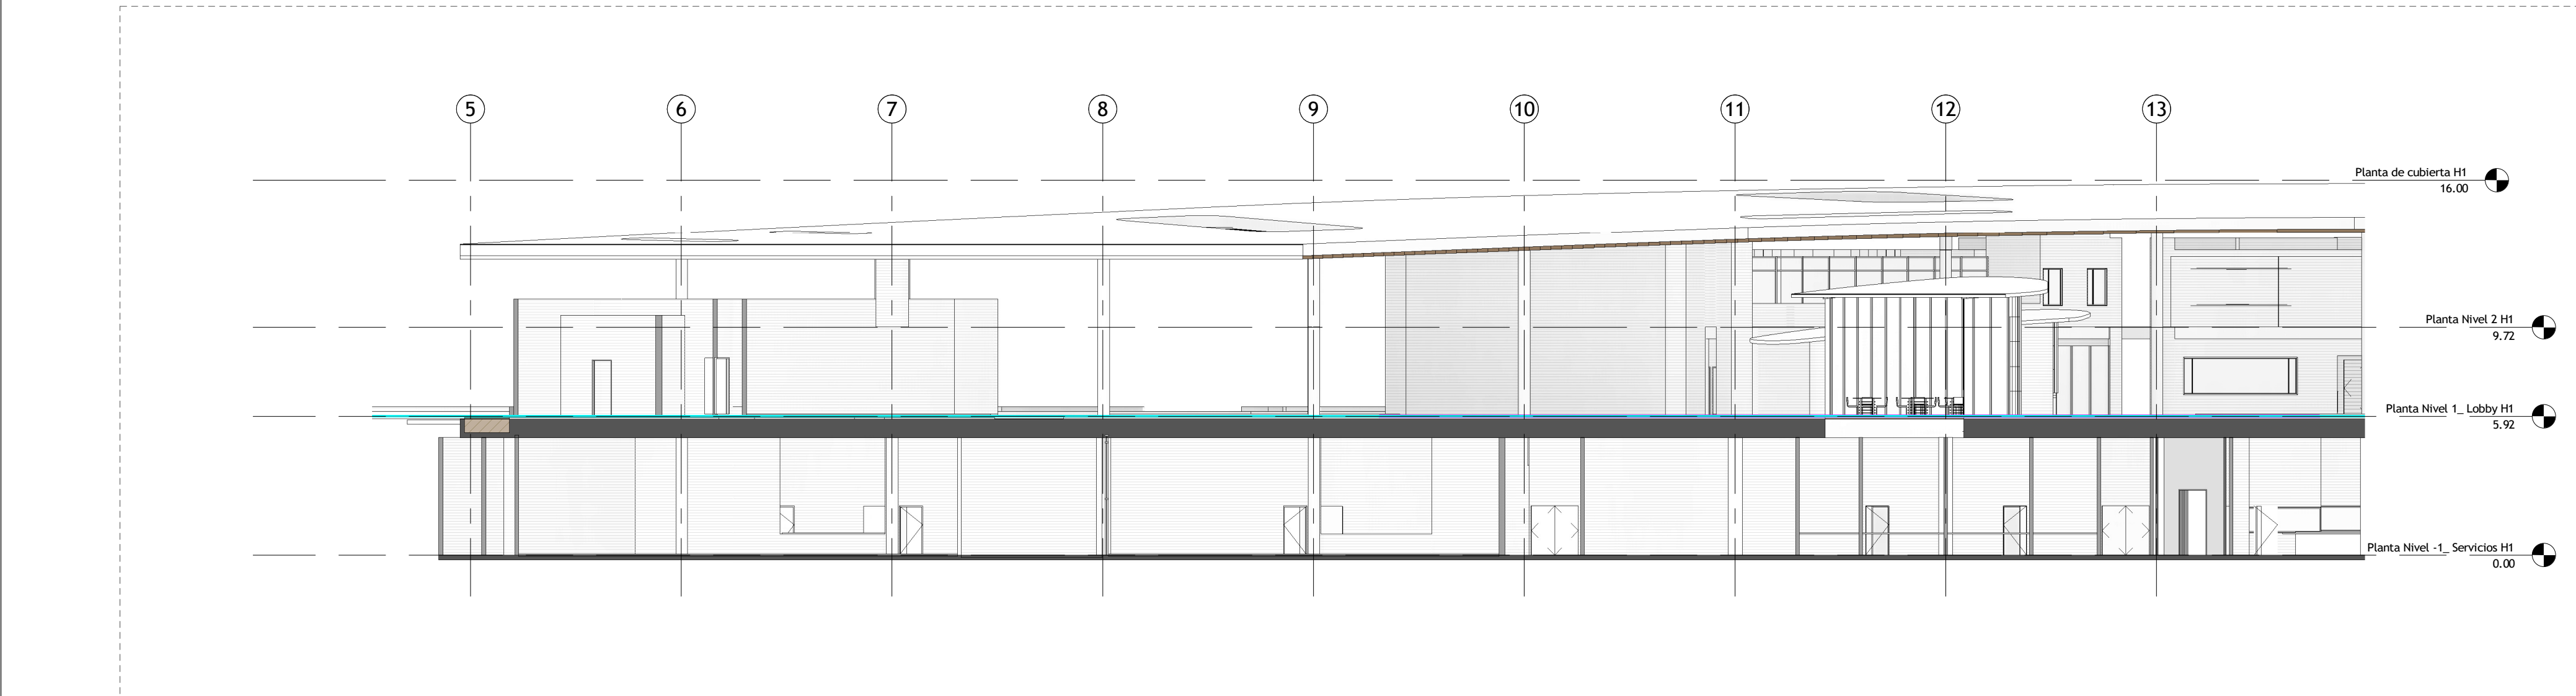 5 6 7 8 9 10 11 12 13
Planta de cubierta H1
16.00
Planta Nivel 2 H1
9.72
Planta Nivel 1_ Lobby H1
5.92
Planta Nivel -1_ Servicios H1
0.00